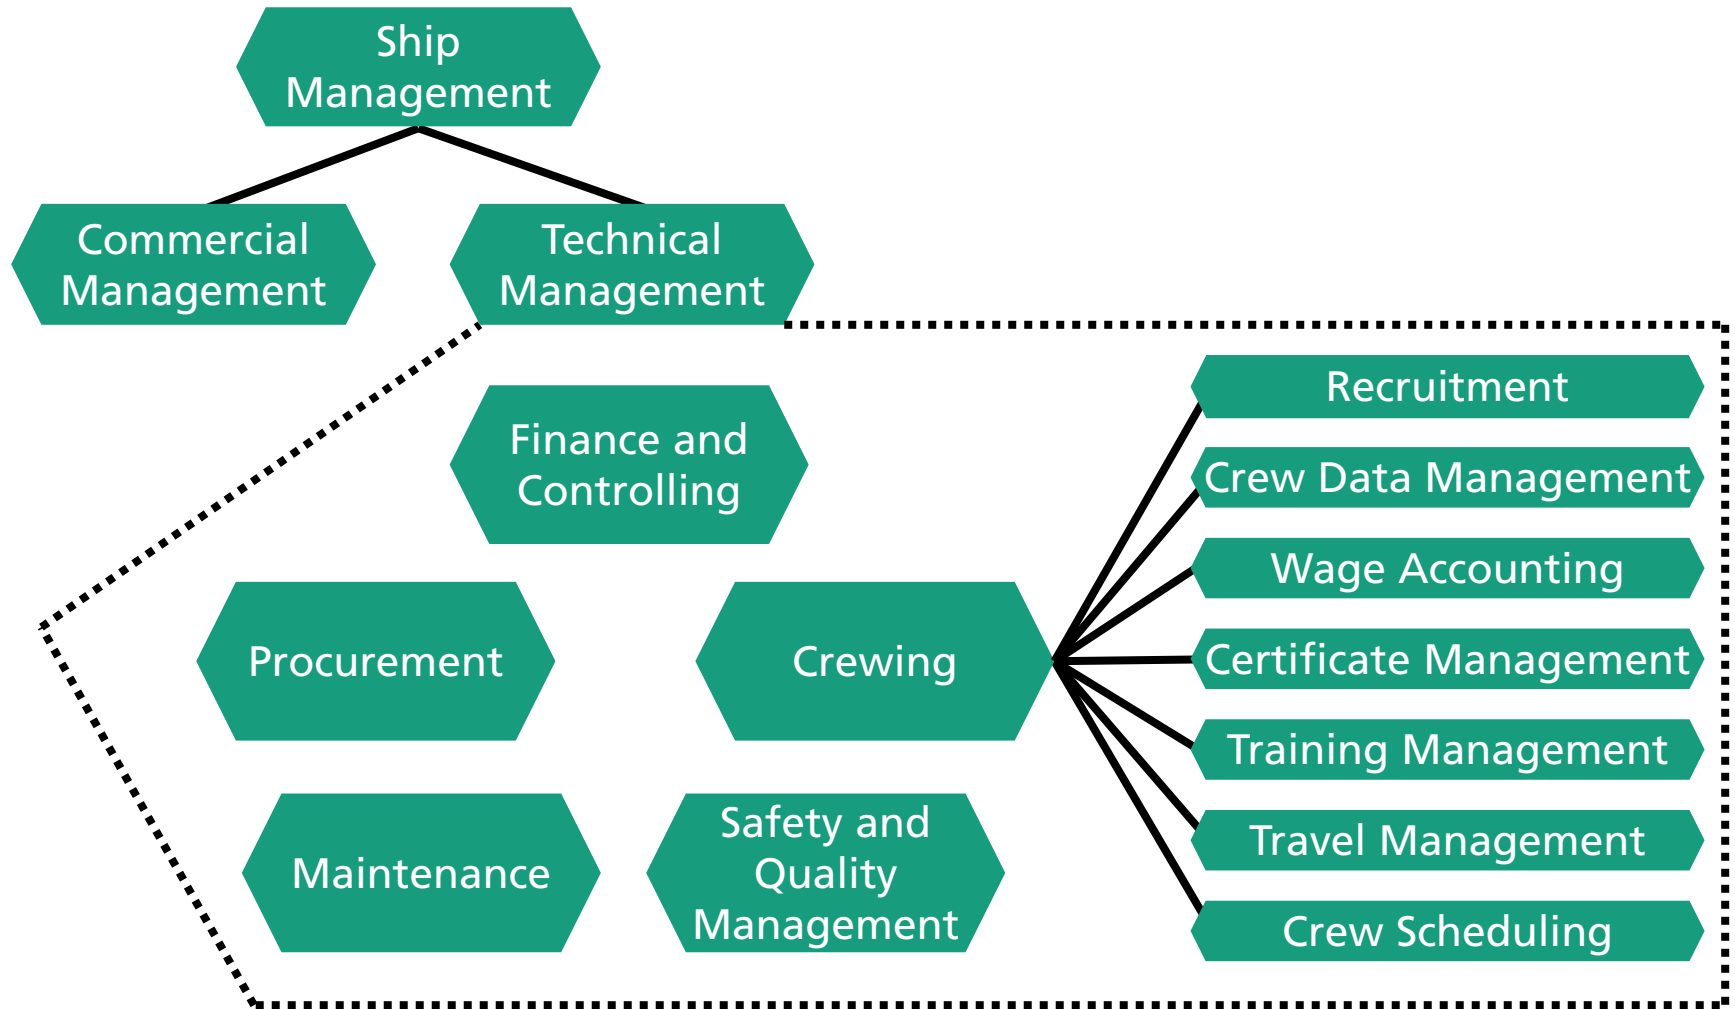 Ship
Management
Commercial
Management
Technical
Management
Finance and
Controlling
Procurement
Crewing
Maintenance
Safety and
Quality
Management
Recruitment
Crew Data Management
Wage Accounting
Certificate Management
Training Management
Travel Management
Crew Scheduling